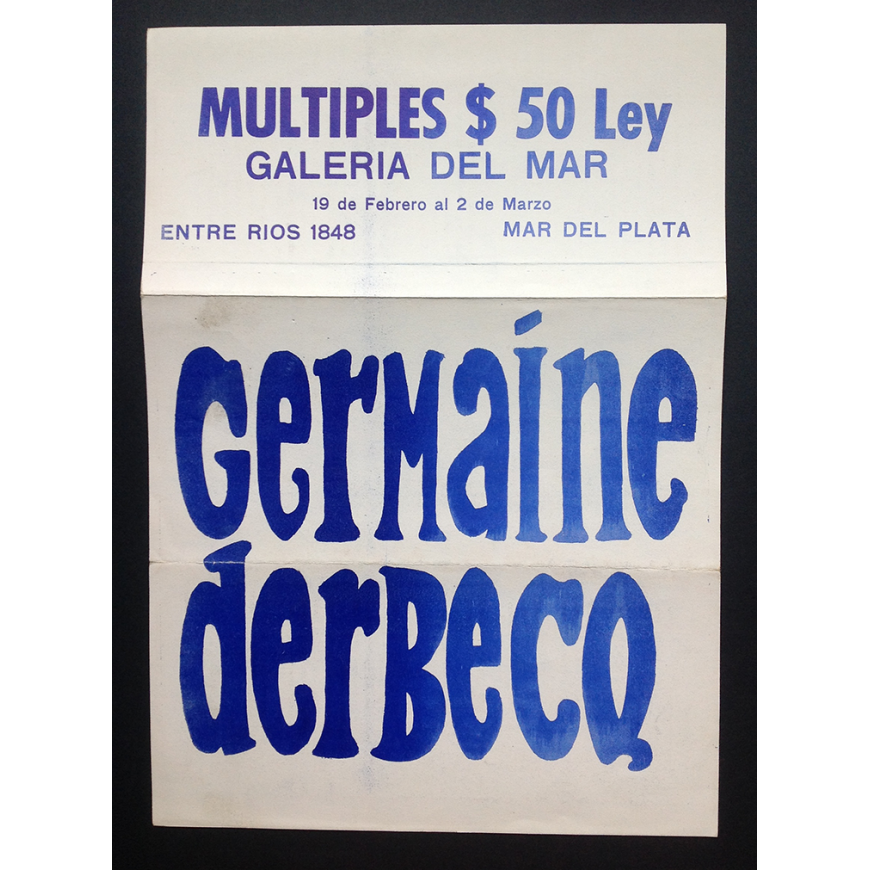 MULTIPLES $ 50 Ley
GALERIA DEL MAR
19 de Febrero al 2 de Marzo
ENTRE RIOS 1848 MAR DEL PLATA
Germaine
derBecq